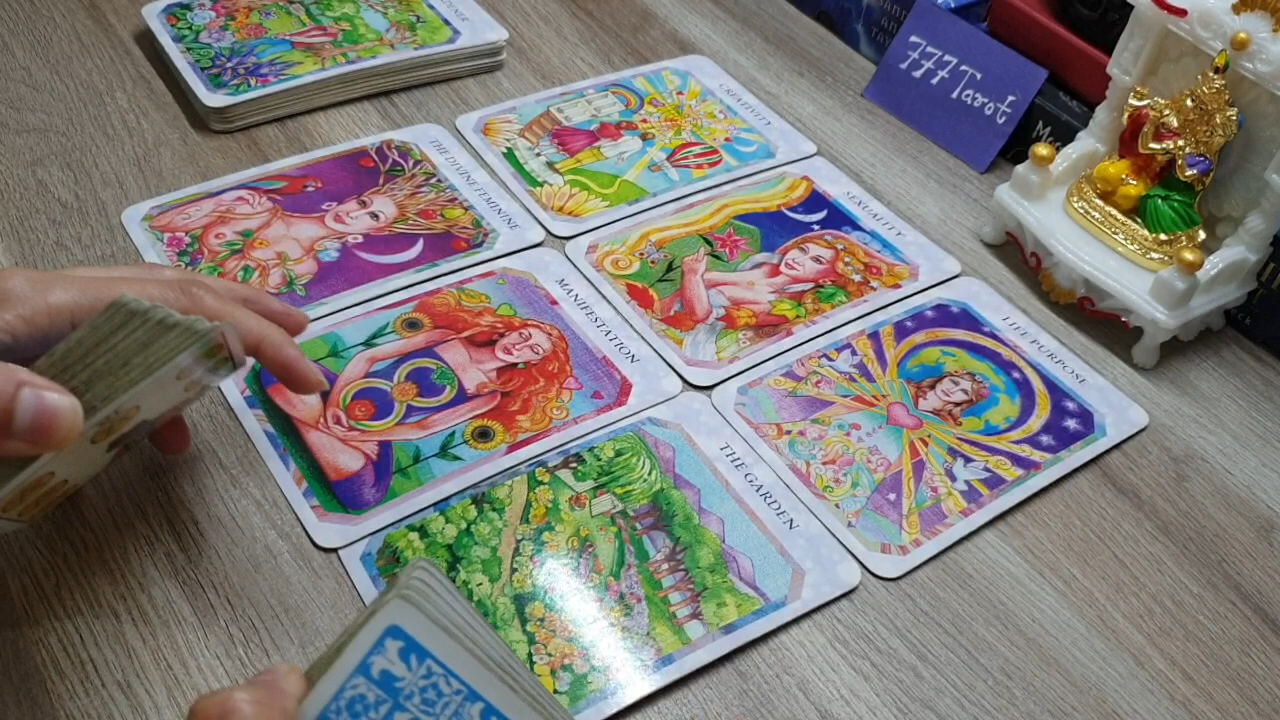 CREATIVITY
THE DIVINE FEMININE
SEXUALITY
MANIFESTATION
LIFE PURPOSE
THE GARDEN
777 Tarot